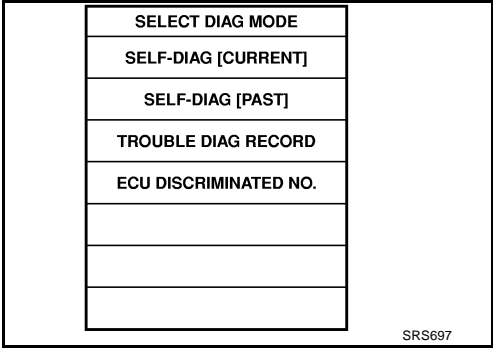 SELECT DIAG MODE
SELF-DIAG [CURRENT]
SELF-DIAG [PAST]
TROUBLE DIAG RECORD
ECU DISCRIMINATED NO.
SRS697